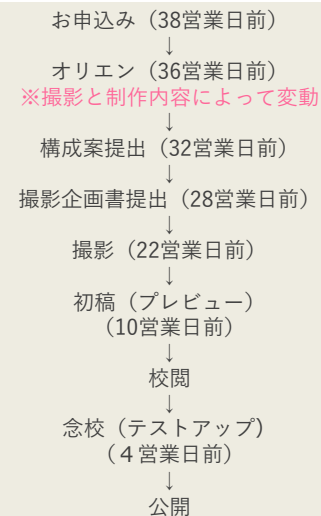 お申込み（38営業日前）
↓
オリエン（36営業日前）
※撮影と制作内容によって変動
↓
構成案提出（32営業日前）
↓
撮影企画書提出（28営業日前）
↓
撮影（22営業日前）
↓
初稿（プレビュー）
（10営業日前）
↓
校閲
↓
念校（テストアップ)
（４営業日前）
↓
公開